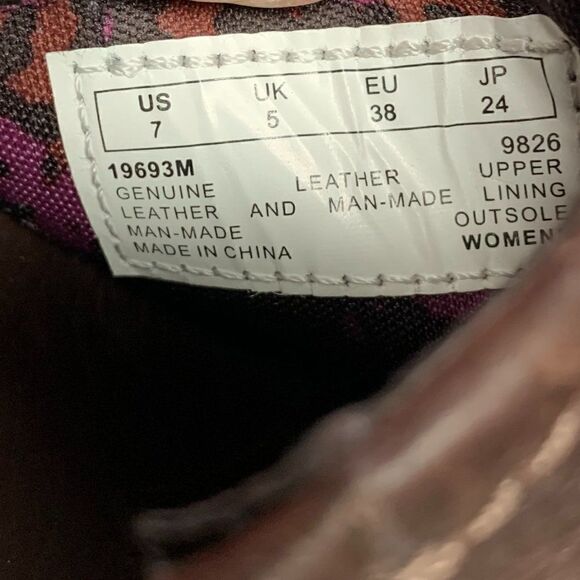 US UK EU JP
7 5 38 24
19693M 9826
GENUINE LEATHER UPPER
LEATHER AND MAN-MADE LINING
MAN-MADE OUTSOLE
MADE IN CHINA WOMEN